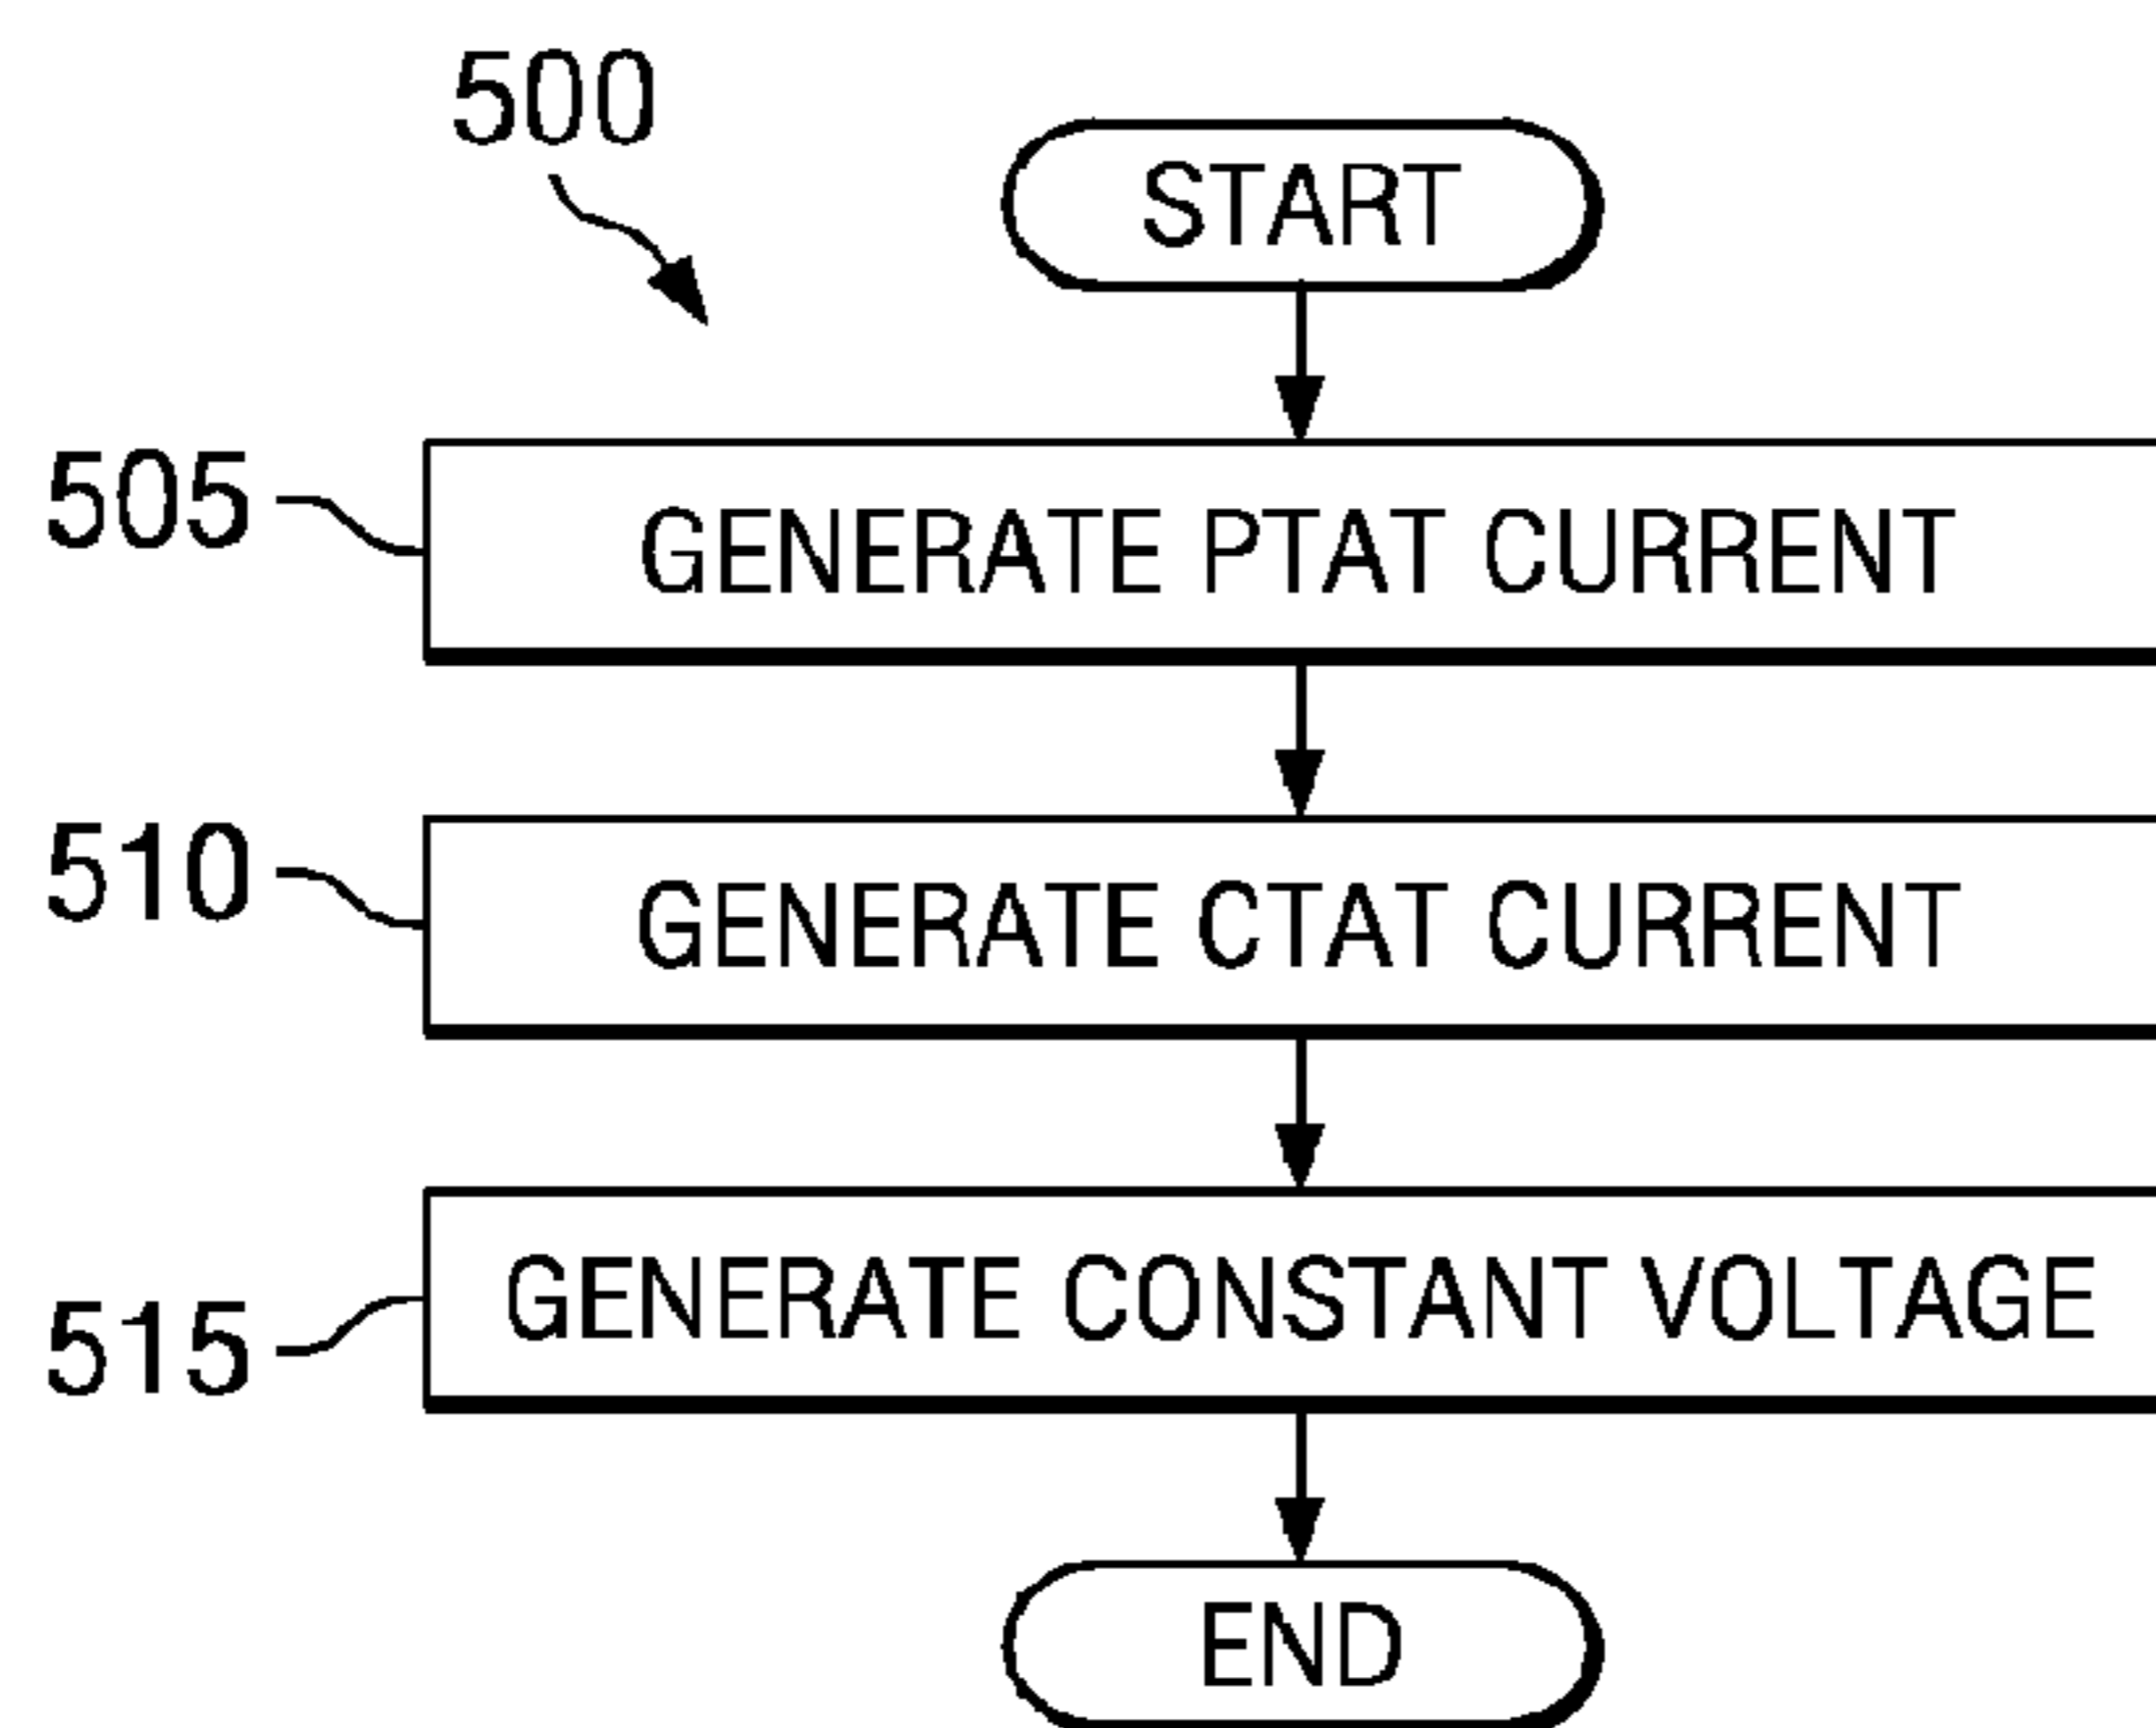 500
START
505
GENERATE PTAT CURRENT
510
GENERATE CTAT CURRENT
515
GENERATE CONSTANT VOLTAGE
END